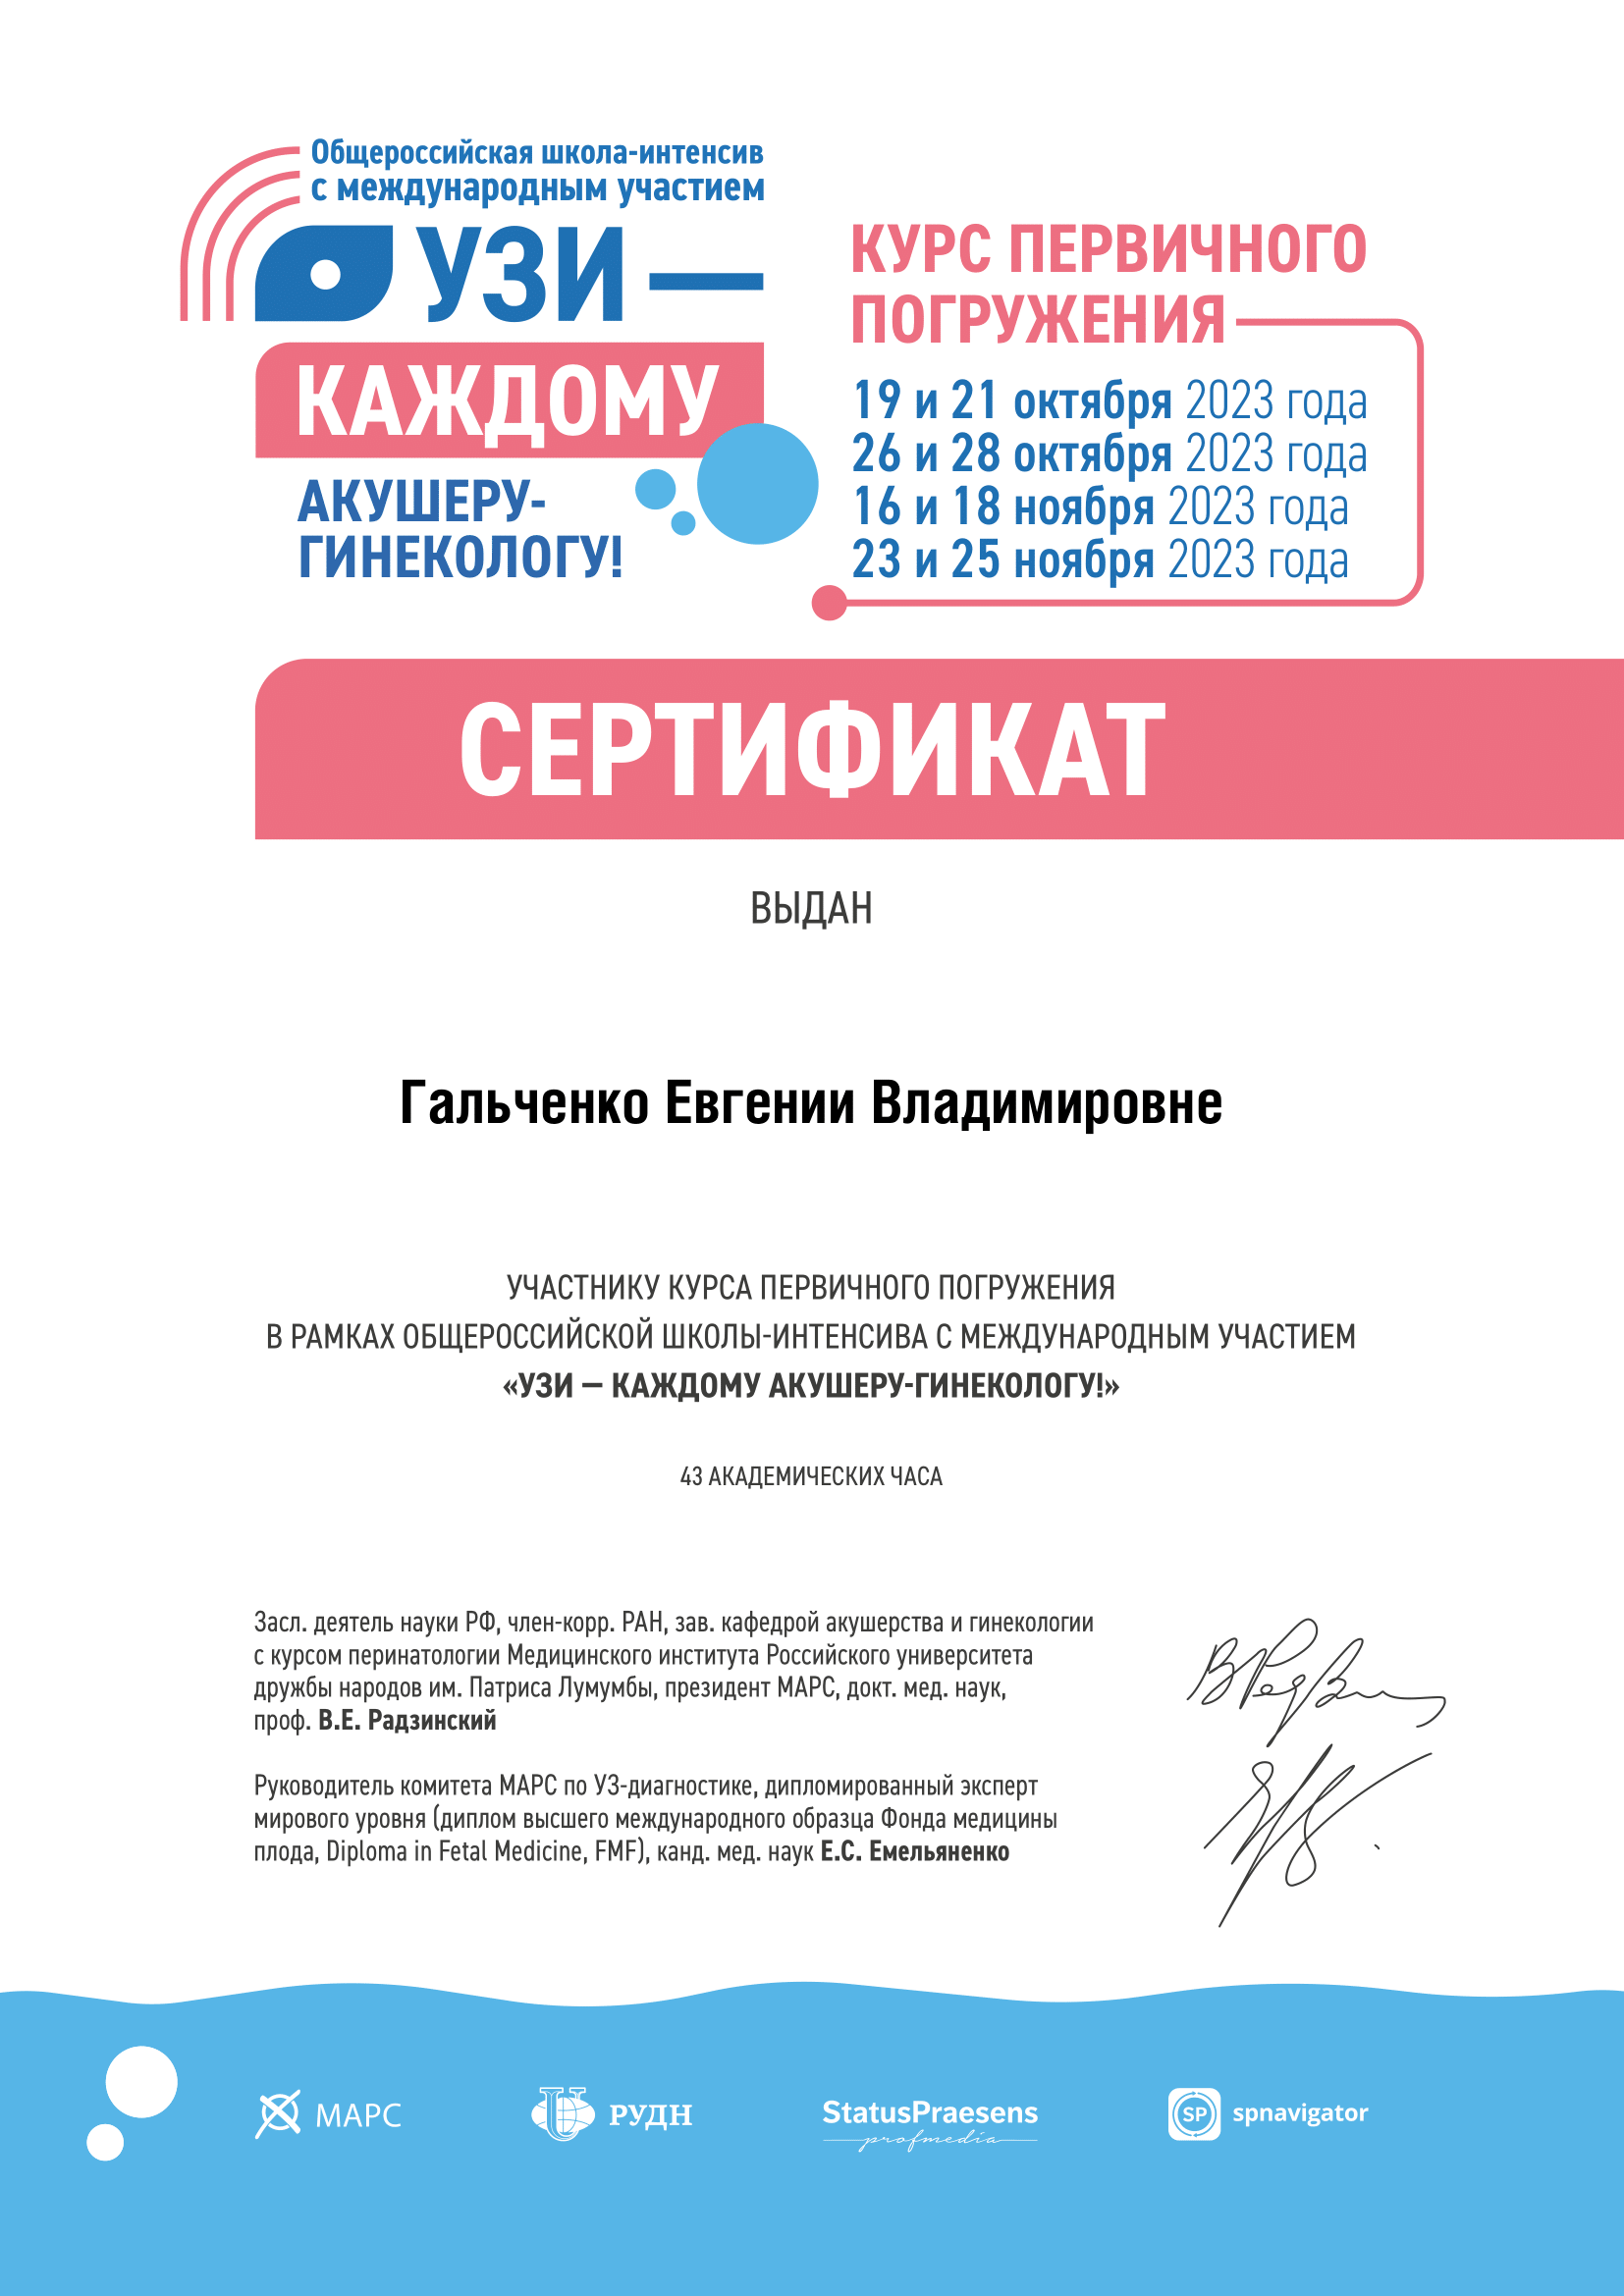 Общероссийская школа-интенсив
с международным участием
УЗИ —
КАЖДОМУ
АКУШЕРУ-
ГИНЕКОЛОГУ!
КУРС ПЕРВИЧНОГО
ПОГРУЖЕНИЯ
19 и 21 октября 2023 года
26 и 28 октября 2023 года
16 и 18 ноября 2023 года
23 и 25 ноября 2023 года
СЕРТИФИКАТ
ВЫДАН
Гальченко Евгении Владимировне
УЧАСТНИКУ КУРСА ПЕРВИЧНОГО ПОГРУЖЕНИЯ
В РАМКАХ ОБЩЕРОССИЙСКОЙ ШКОЛЫ-ИНТЕНСИВА С МЕЖДУНАРОДНЫМ УЧАСТИЕМ
«УЗИ — КАЖДОМУ АКУШЕРУ-ГИНЕКОЛОГУ!»
43 АКАДЕМИЧЕСКИХ ЧАСА
Засл. деятель науки РФ, член-корр. РАН, зав. кафедрой акушерства и гинекологии
с курсом перинатологии Медицинского института Российского университета
дружбы народов им. Патриса Лумумбы, президент МАРС, докт. мед. наук,
проф. В.Е. Радзинский
Руководитель комитета МАРС по УЗ-диагностике, дипломированный эксперт
мирового уровня (диплом высшего международного образца Фонда медицины
плода, Diploma in Fetal Medicine, FMF), канд. мед. наук Е.С. Емельяненко
МАРС
РУДН
StatusPraesens
profmedia
SP spnavigator